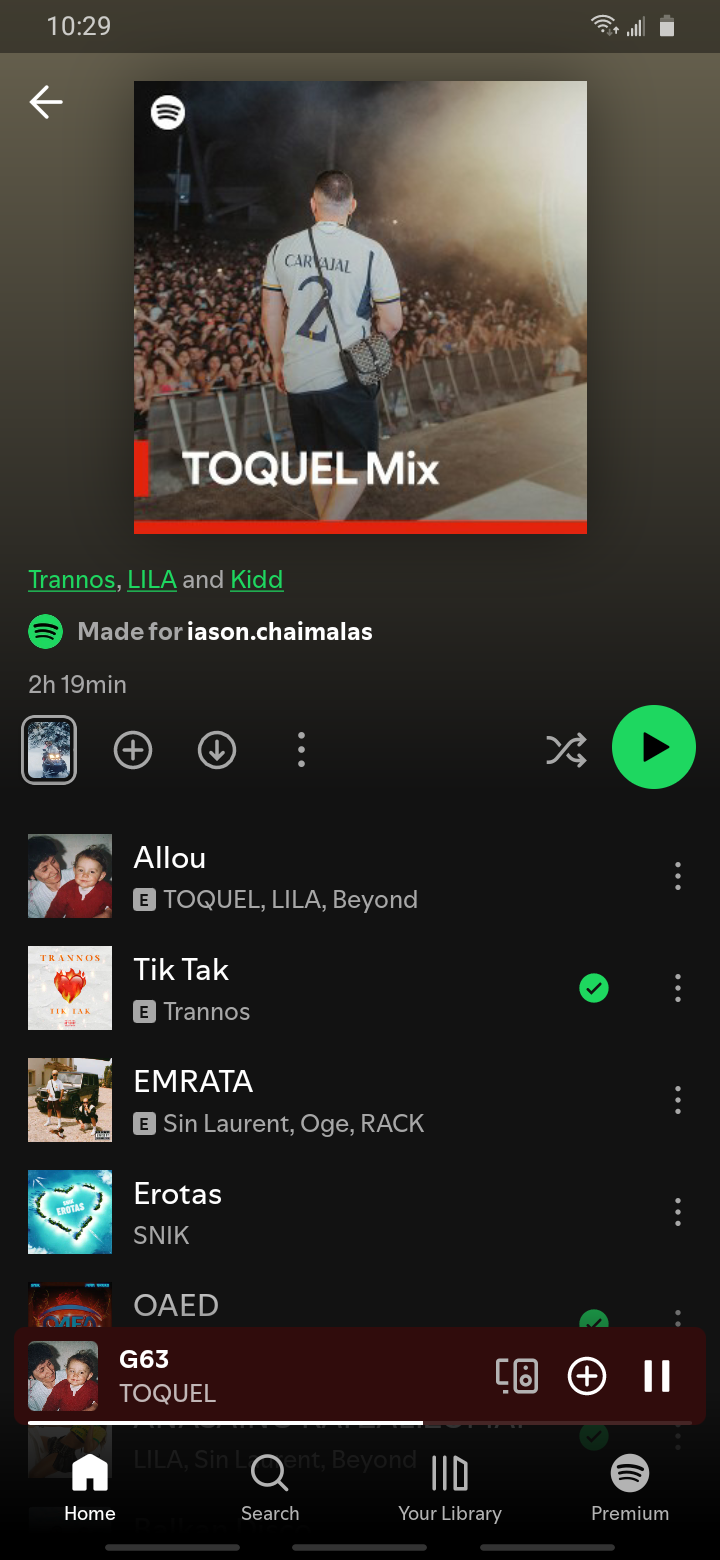 10:29
CARVAJAL
2
TOQUEL Mix
Trannos, LILA and Kidd
Made for iason.chaimalas
2h 19min
Allou
E TOQUEL, LILA, Beyond
TRANNOS
TIK TAK
Tik Tak
E Trannos
EMRATA
E Sin Laurent, Oge, RACK
EROTAS
Erotas
SNIK
OAED
G63
TOQUEL
LILA, Sin Laurent, Beyond
Home
Search
Your Library
Premium